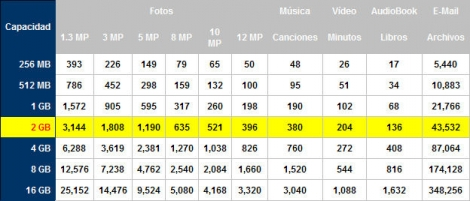 Capacidad Fotos Música Vídeo AudioBook E-Mail
1.3 MP 3 MP 5 MP 8 MP 10 MP 12 MP Canciones Minutos Libros Archivos
256 MB 393 226 149 79 65 50 48 26 17 5,440
512 MB 786 452 298 159 132 100 95 51 34 10,883
1 GB 1,572 905 595 317 260 198 190 102 68 21,766
2 GB 3,144 1,808 1,190 635 521 396 380 204 136 43,532
4 GB 6,288 3,619 2,381 1,270 1,038 826 760 272 408 87,064
8 GB 12,576 7,238 4,762 2,540 2,084 1,660 1,520 544 816 174,128
16 GB 25,152 14,476 9,524 5,080 4,168 3,320 3,040 1,088 1,632 348,256